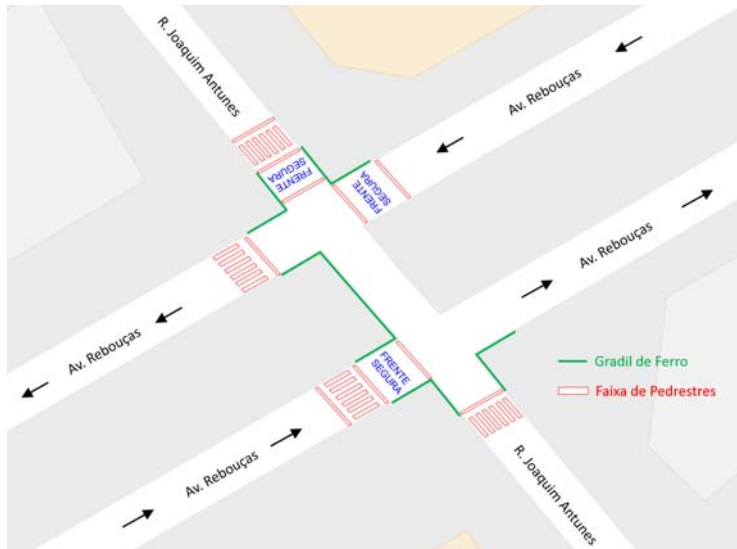 R. Joaquim Antunes
Av. Rebouças
FRENTE
SEGURA
FRENTE
SEGURA
Av. Rebouças
Av. Rebouças
FRENTE
SEGURA
Gradil de Ferro
Faixa de Pedrestres
Av. Rebouças
R. Joaquim Antunes